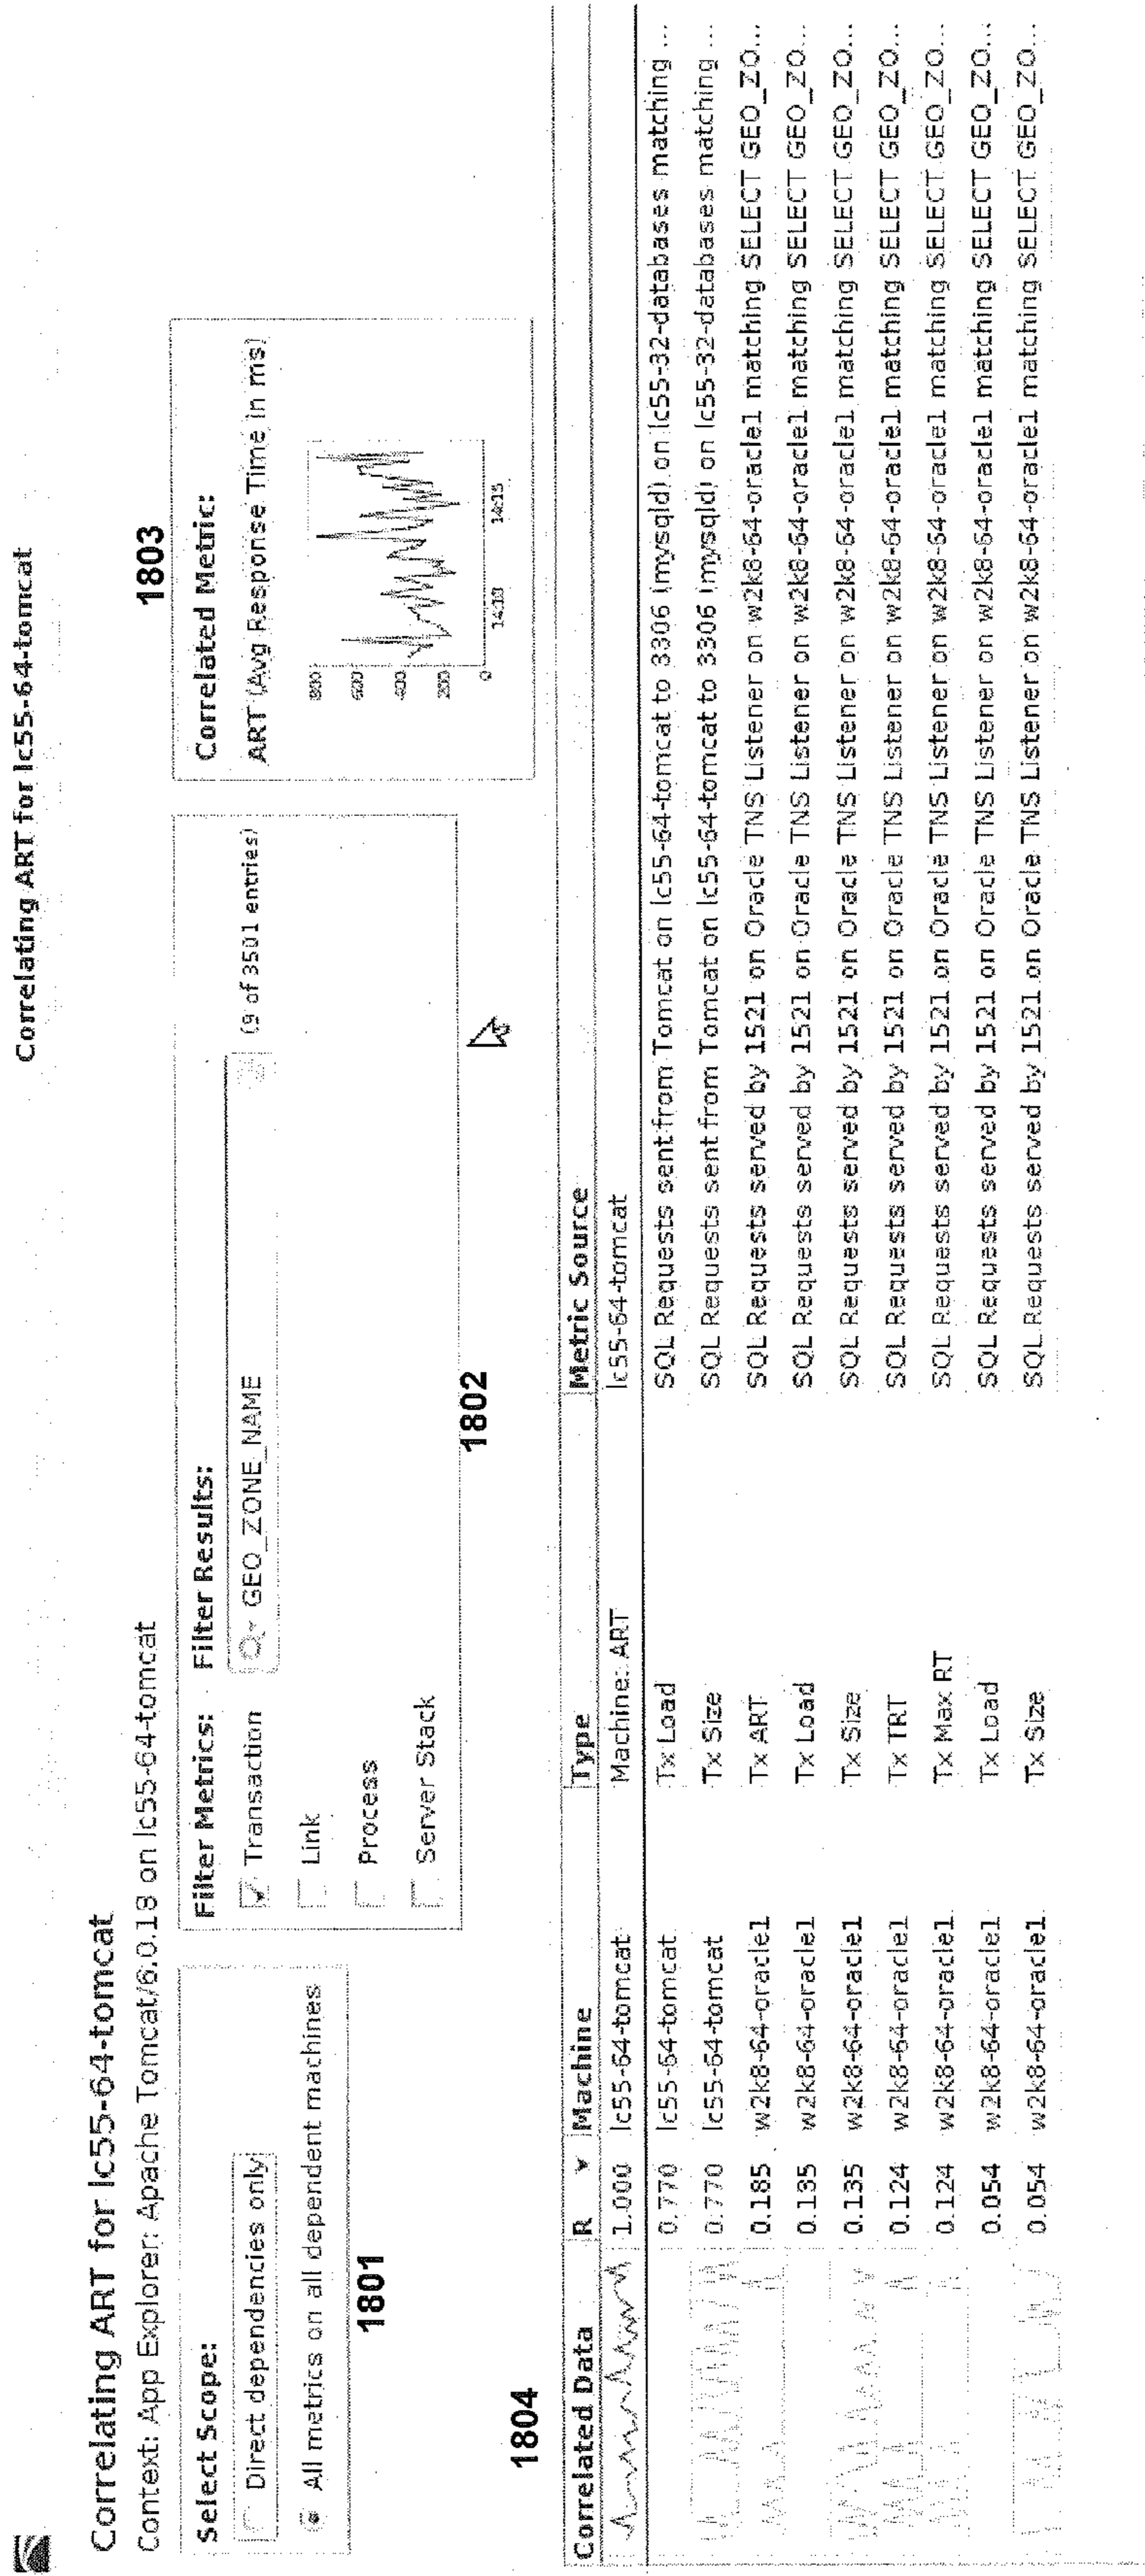 Correlating ART for lc55-64-tomcat
Correlating ART for lc55-64-tomcat
Context: App Explorer: Apache Tomcat/6.0.18 on lc55-64-tomcat
Select Scope:
Direct dependencies only
All metrics on all dependent machines
1801
Filter Metrics: Filter Results:
Transaction
GEO_ZONE_NAME (9 of 3501 entries)
Link
Process
Server Stack
1802
1803
Correlated Metric:
ART (Avg Response Time in ms)
800
600
400
200
0
14:10 14:15
1804
Correlated Data R Machine Type Metric Source
1.000 lc55-64-tomcat Machine: ART lc55-64-tomcat
0.770 lc55-64-tomcat Tx Load SQL Requests sent from Tomcat on lc55-64-tomcat to 3306 (mysqld) on lc55-32-databases matching ...
0.770 lc55-64-tomcat Tx Size SQL Requests sent from Tomcat on lc55-64-tomcat to 3306 (mysqld) on lc55-32-databases matching ...
0.185 w2k8-64-oracle1 Tx ART SQL Requests served by 1521 on Oracle TNS Listener on w2k8-64-oracle1 matching SELECT GEO_ZO...
0.135 w2k8-64-oracle1 Tx Load SQL Requests served by 1521 on Oracle TNS Listener on w2k8-64-oracle1 matching SELECT GEO_ZO...
0.135 w2k8-64-oracle1 Tx Size SQL Requests served by 1521 on Oracle TNS Listener on w2k8-64-oracle1 matching SELECT GEO_ZO...
0.124 w2k8-64-oracle1 Tx TRT SQL Requests served by 1521 on Oracle TNS Listener on w2k8-64-oracle1 matching SELECT GEO_ZO...
0.124 w2k8-64-oracle1 Tx Max RT SQL Requests served by 1521 on Oracle TNS Listener on w2k8-64-oracle1 matching SELECT GEO_ZO...
0.054 w2k8-64-oracle1 Tx Load SQL Requests served by 1521 on Oracle TNS Listener on w2k8-64-oracle1 matching SELECT GEO_ZO...
0.054 w2k8-64-oracle1 Tx Size SQL Requests served by 1521 on Oracle TNS Listener on w2k8-64-oracle1 matching SELECT GEO_ZO...